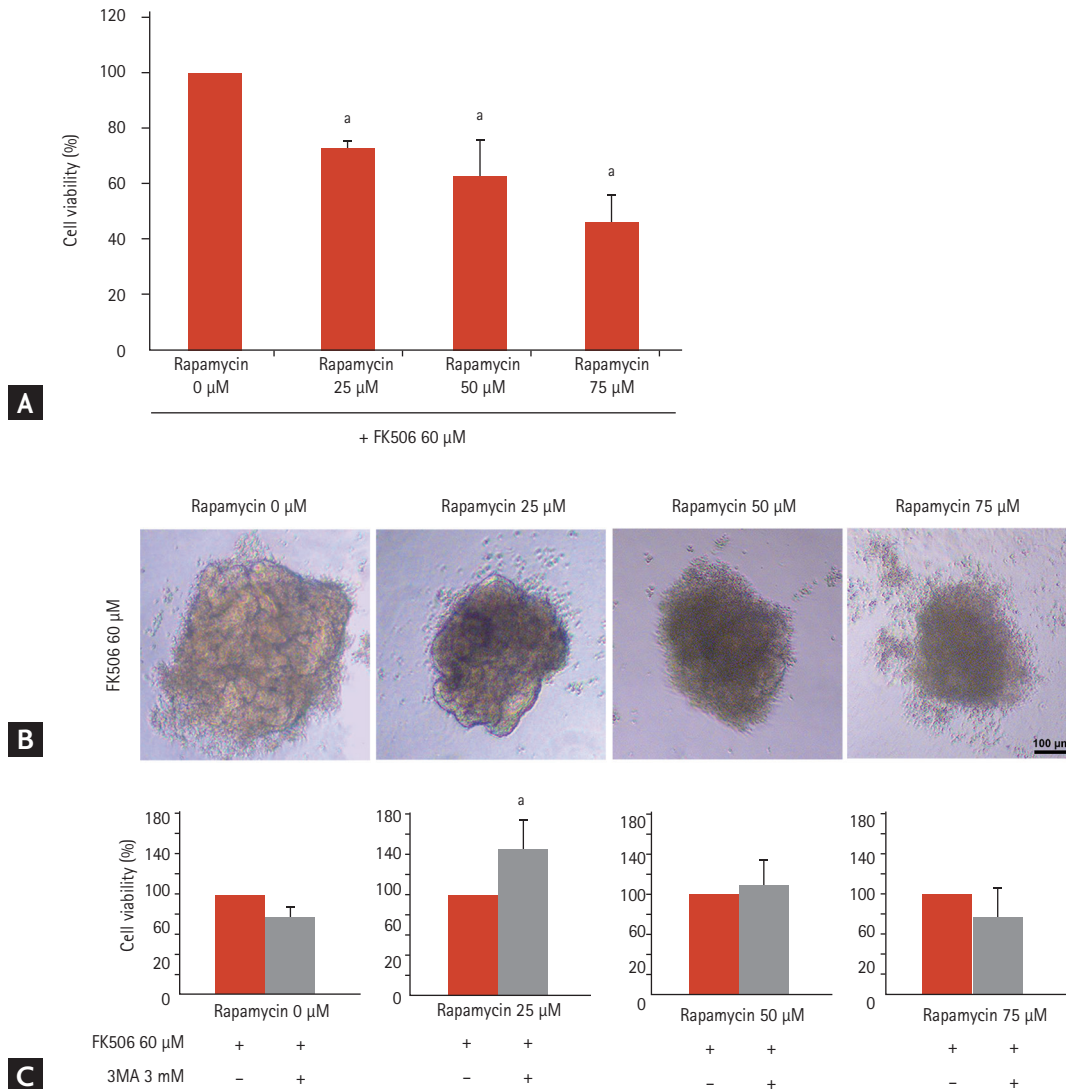 120
100
80
60
40
20
0
Cell viability (%)
a
a
a
Rapamycin
0 μM
Rapamycin
25 μM
Rapamycin
50 μM
Rapamycin
75 μM
+ FK506 60 μM
A
Rapamycin 0 μM
Rapamycin 25 μM
Rapamycin 50 μM
Rapamycin 75 μM
FK506 60 μM
100 μm
B
Cell viability (%)
180
140
100
60
20
0
Rapamycin 0 μM
180
140
100
60
20
0
a
Rapamycin 25 μM
180
140
100
60
20
0
Rapamycin 50 μM
180
140
100
60
20
0
Rapamycin 75 μM
FK506 60 μM + + + + + + + +
3MA 3 mM – + – + – + – +
C